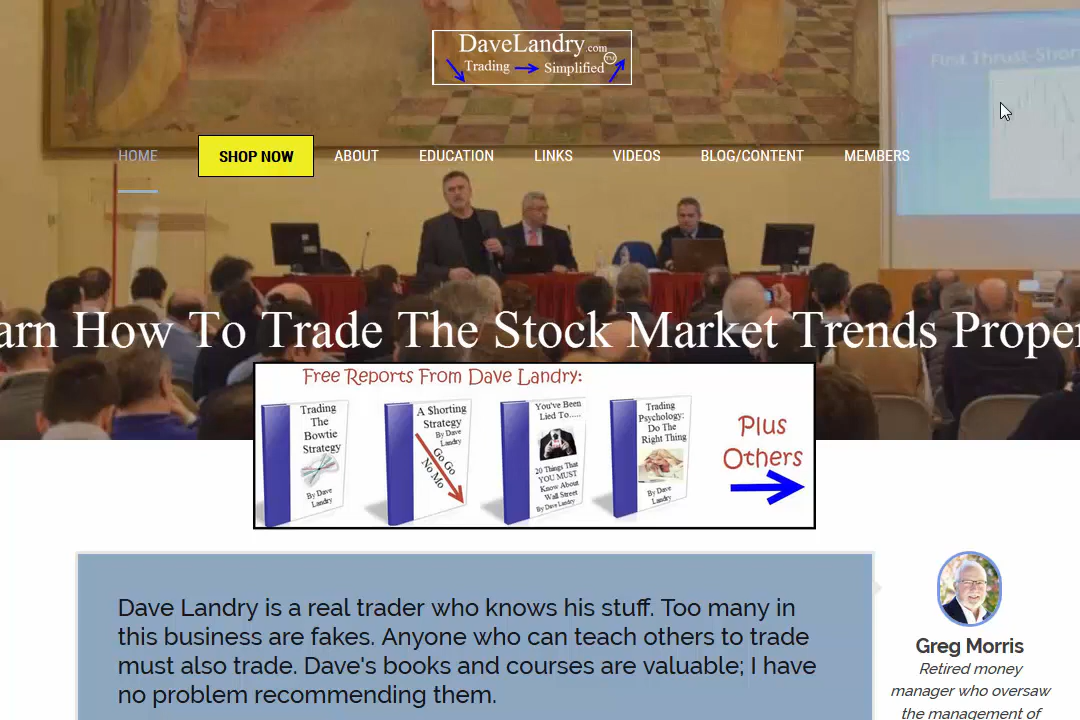 DaveLandry.com
Trading Simplified TM
First Thrust-Shor
HOME SHOP NOW ABOUT EDUCATION LINKS VIDEOS BLOG/CONTENT MEMBERS
arn How To Trade The Stock Market Trends Proper
Free Reports From Dave Landry:
Trading
The
Bowtie
Strategy
By Dave
Landry
A Shorting
Strategy
By Dave
Landry
Go Go
No Mo
You've Been
Lied To.....
20 Things That
YOU MUST
Know About
Wall Street
By Dave Landry
Trading
Psychology:
Do The
Right Thing
By Dave
Landry
Plus
Others
Dave Landry is a real trader who knows his stuff. Too many in
this business are fakes. Anyone who can teach others to trade
must also trade. Dave's books and courses are valuable; I have
no problem recommending them.
Greg Morris
Retired money
manager who oversaw
the management of